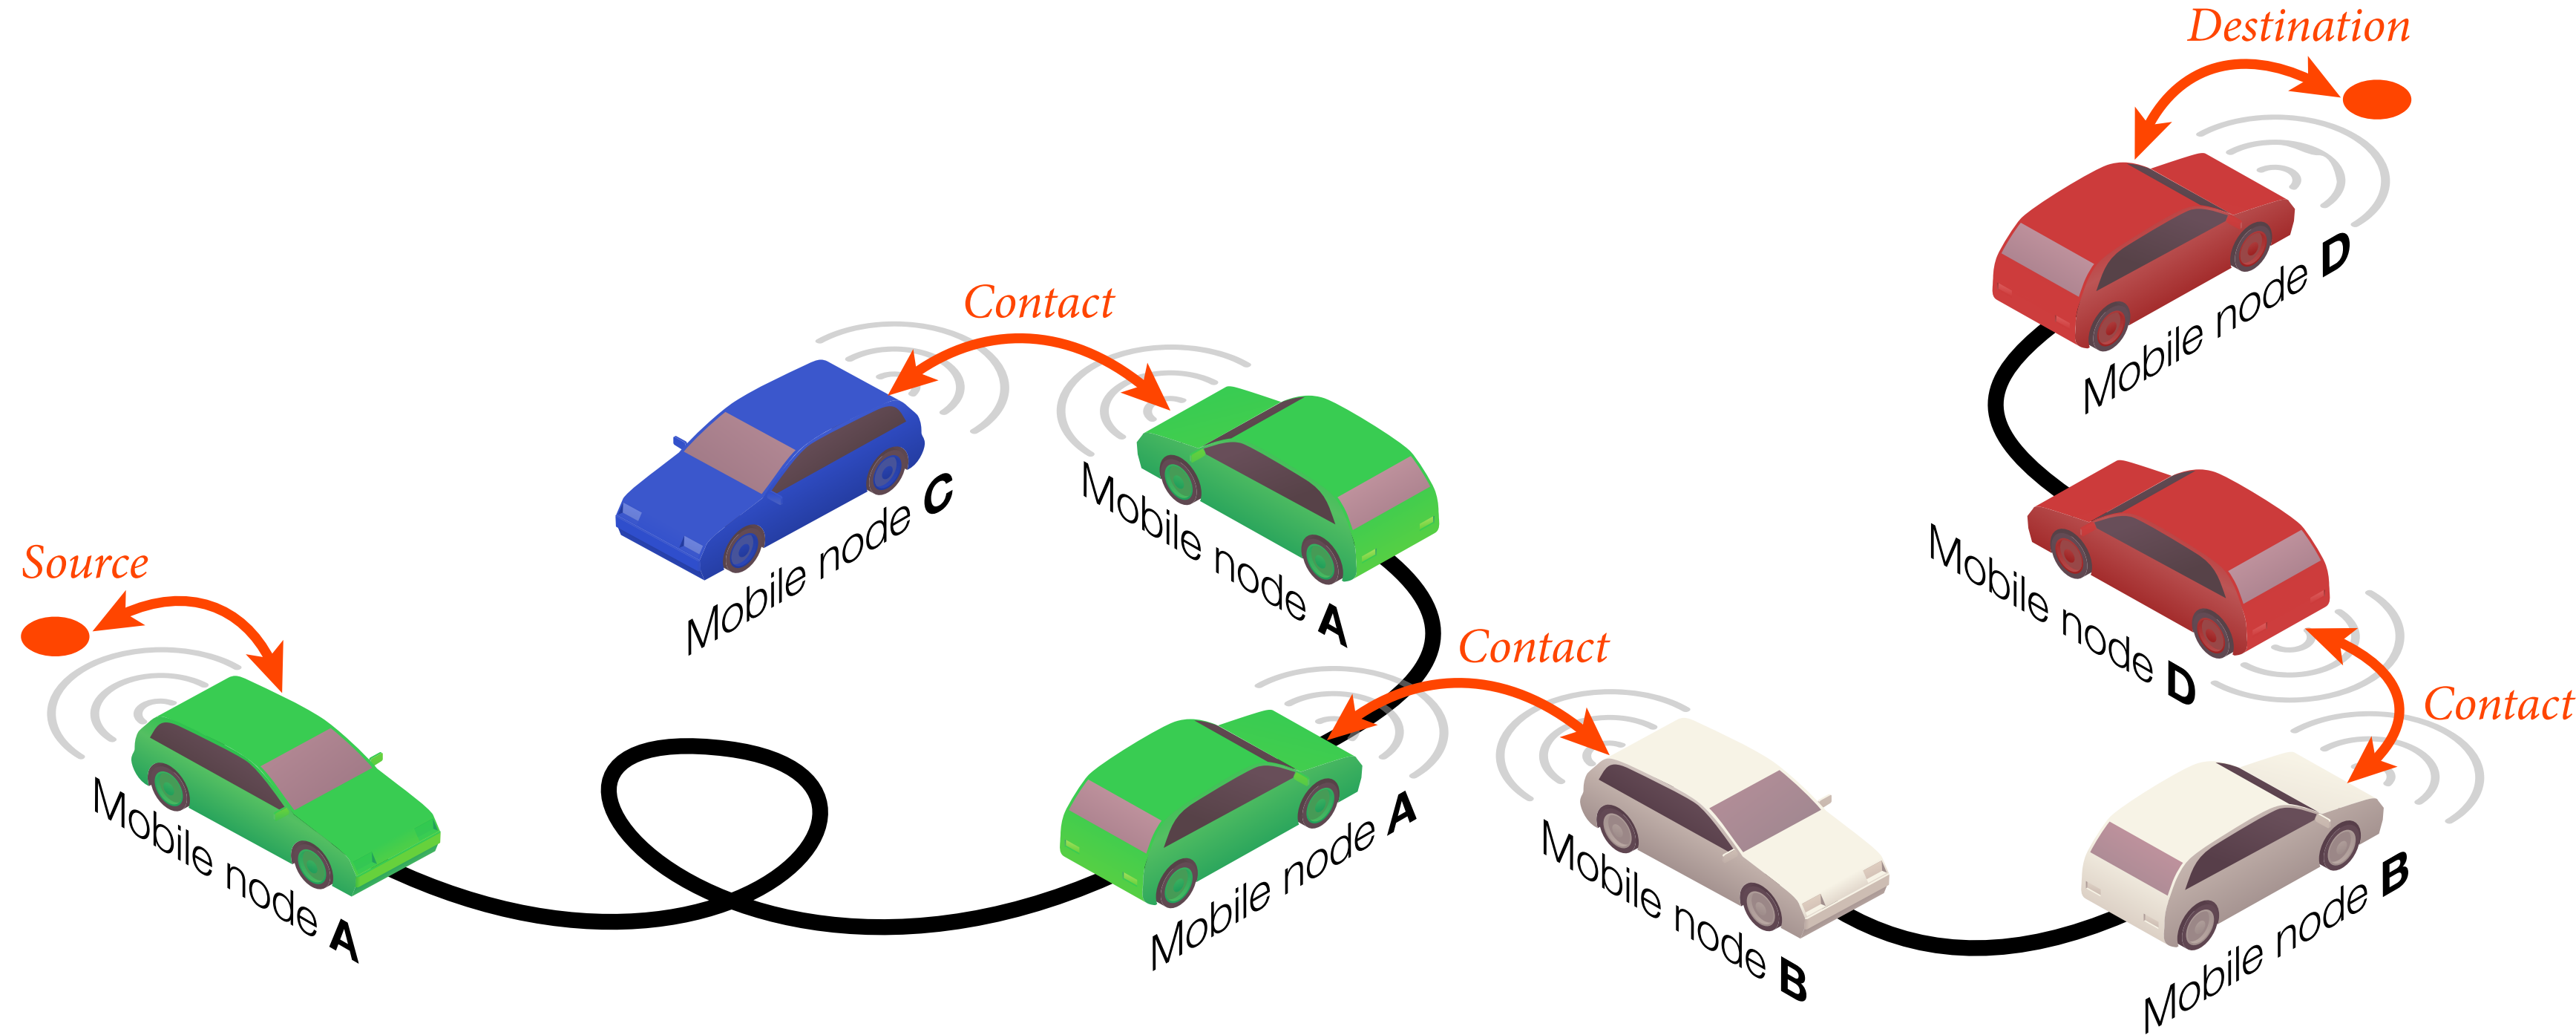 Destination
Mobile node D
Contact
Mobile node C
Mobile node A
Source
Contact
Mobile node D
Contact
Mobile node A
Mobile node A
Mobile node B
Mobile node B